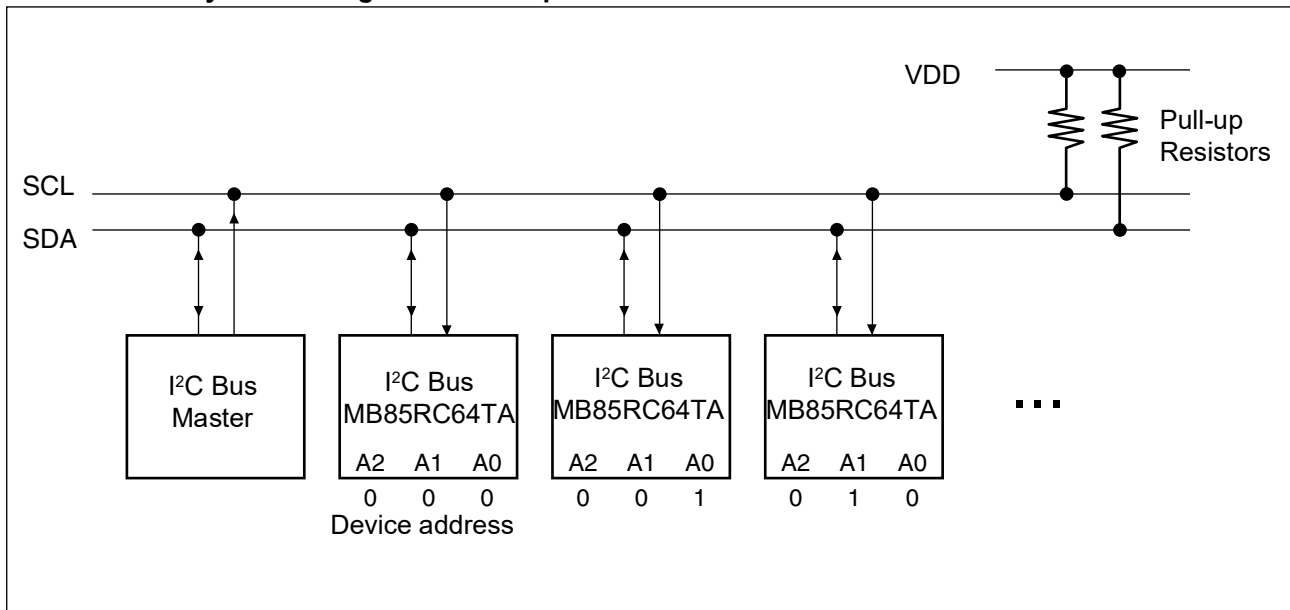 VDD
Pull-up
Resistors
SCL
SDA
I²C Bus
Master
I²C Bus
MB85RC64TA
A2 A1 A0
0 0 0
Device address
I²C Bus
MB85RC64TA
A2 A1 A0
0 0 1
I²C Bus
MB85RC64TA
A2 A1 A0
0 1 0
...